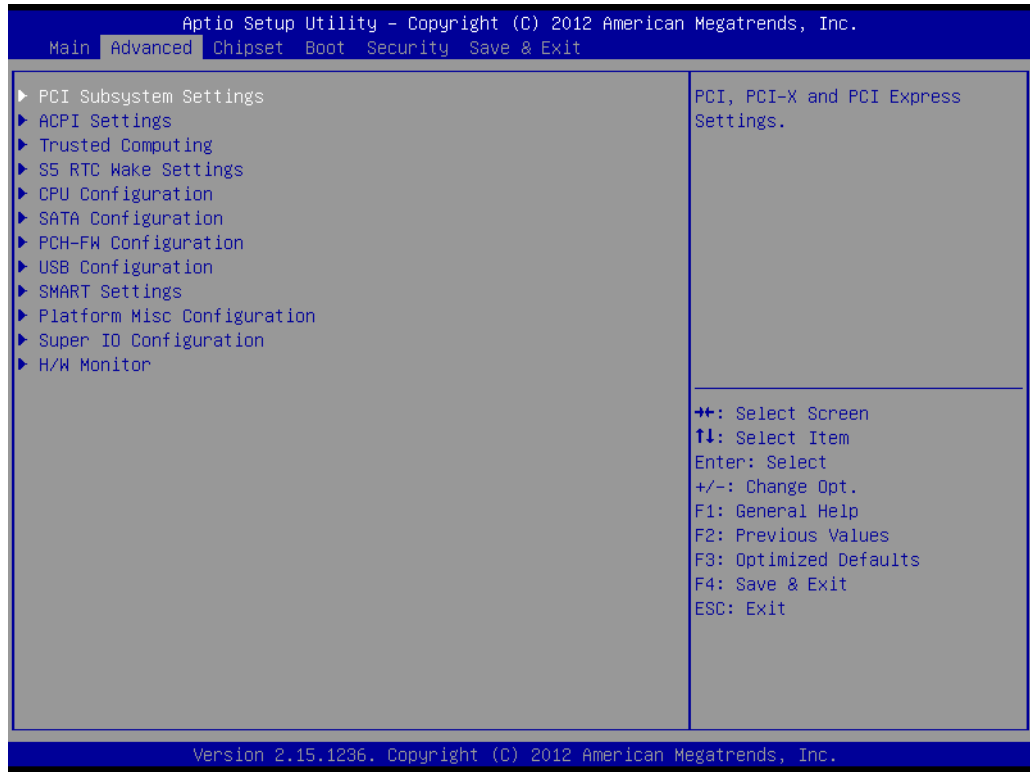 Aptio Setup Utility – Copyright (C) 2012 American Megatrends, Inc.
Main Advanced Chipset Boot Security Save & Exit
▶ PCI Subsystem Settings
▶ ACPI Settings
▶ Trusted Computing
▶ S5 RTC Wake Settings
▶ CPU Configuration
▶ SATA Configuration
▶ PCH-FW Configuration
▶ USB Configuration
▶ SMART Settings
▶ Platform Misc Configuration
▶ Super IO Configuration
▶ H/W Monitor
PCI, PCI-X and PCI Express
Settings.
→←: Select Screen
↑↓: Select Item
Enter: Select
+/-: Change Opt.
F1: General Help
F2: Previous Values
F3: Optimized Defaults
F4: Save & Exit
ESC: Exit
Version 2.15.1236. Copyright (C) 2012 American Megatrends, Inc.